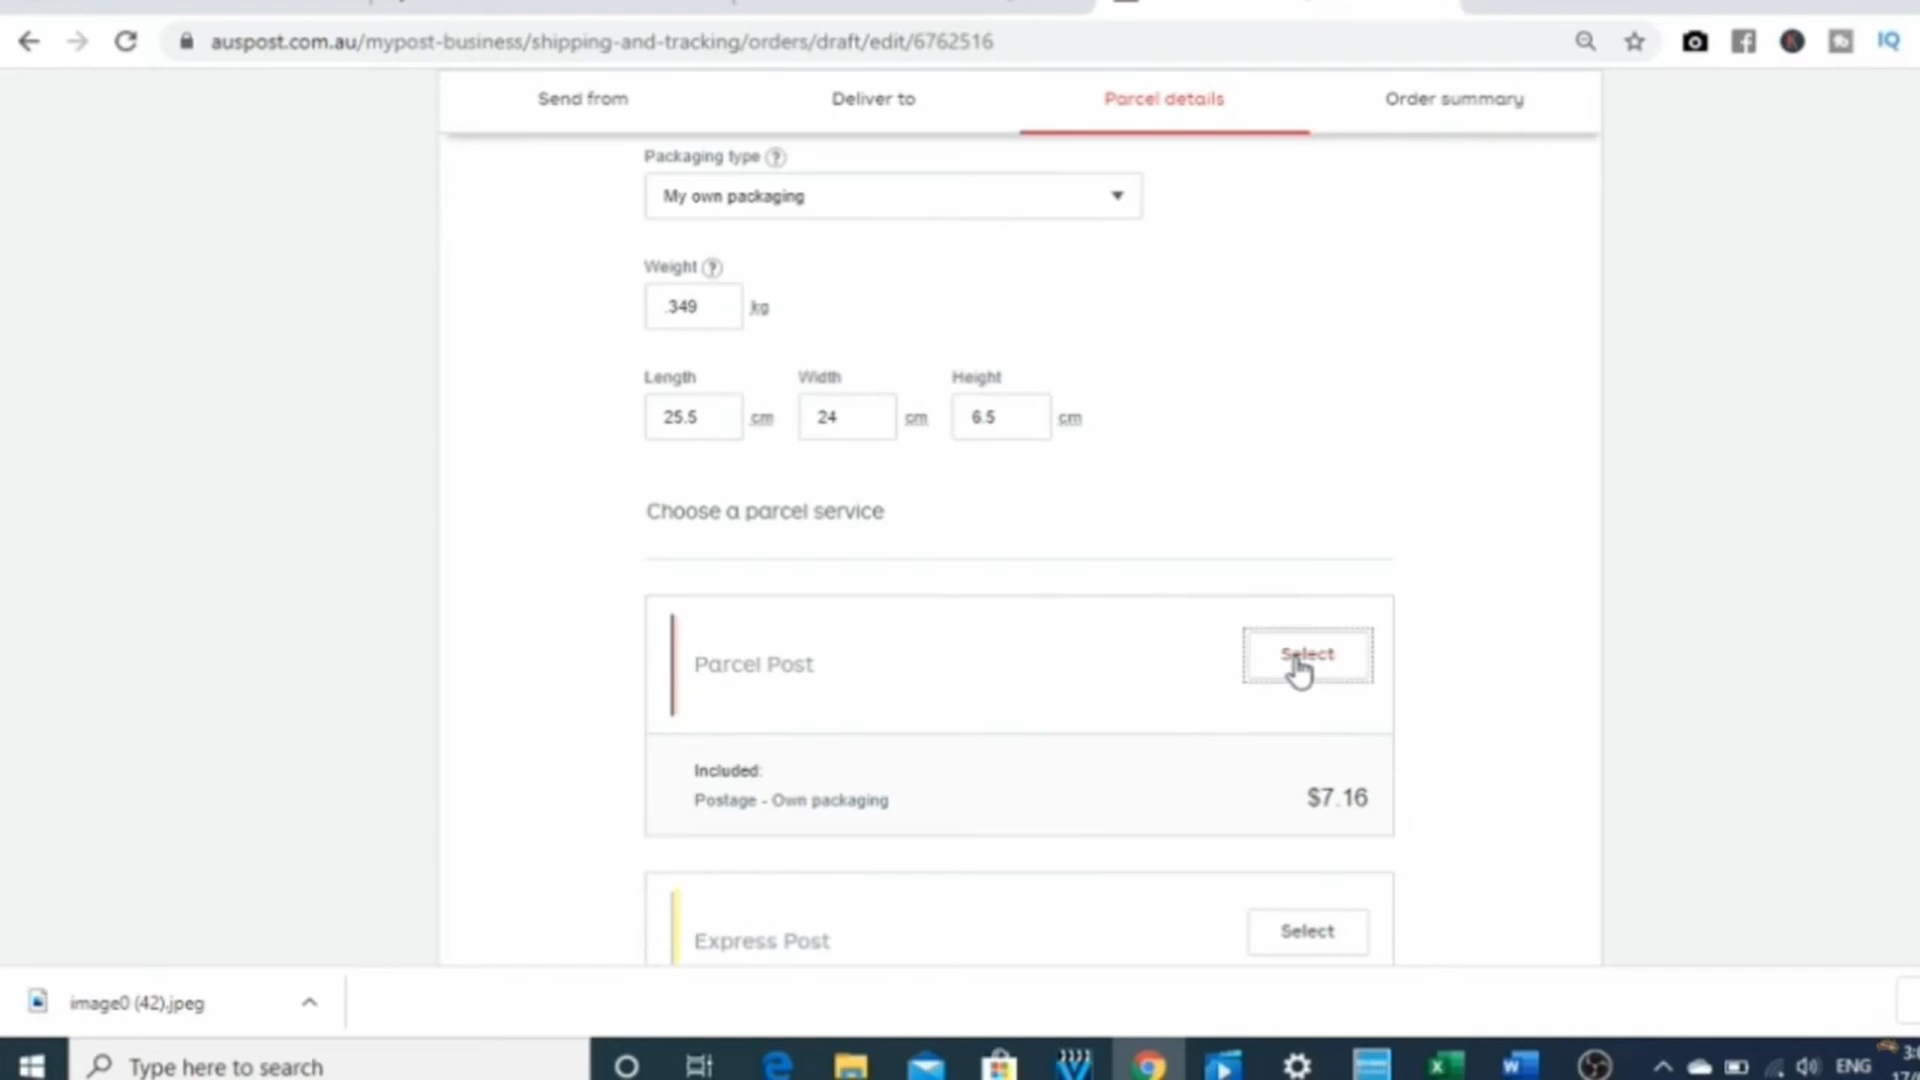 auspost.com.au/mypost-business/shipping-and-tracking/orders/draft/edit/6762516
IQ
Send from Deliver to Parcel details Order summary
Packaging type ?
My own packaging
Weight ?
.349 kg
Length Width Height
25.5 cm 24 cm 6.5 cm
Choose a parcel service
Parcel Post Select
Included:
Postage - Own packaging $7.16
Express Post Select
image0 (42).jpeg
Type here to search
ENG